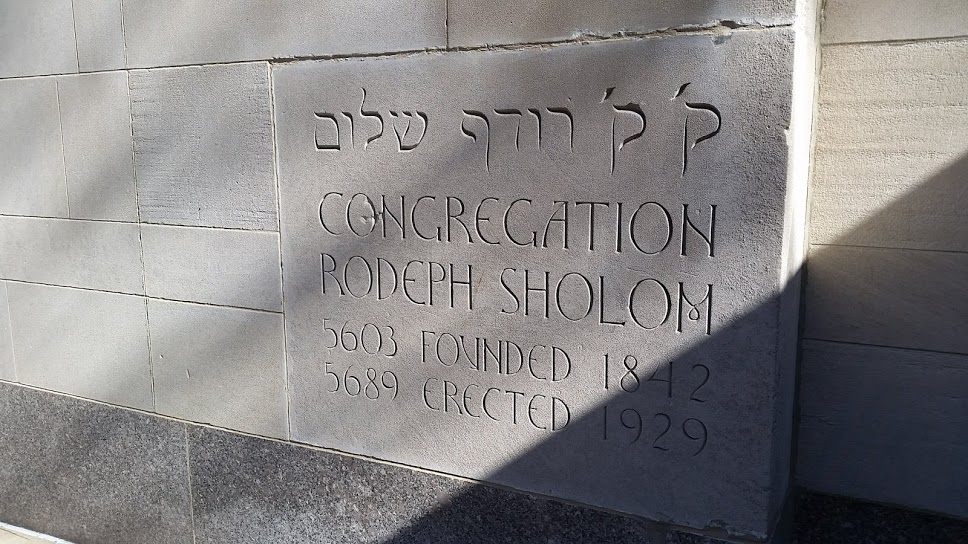 ק׳ ק׳ רודף שלום
CONGREGATION
RODEPH SHOLOM
5603 FOUNDED 1842
5689 ERECTED 1929